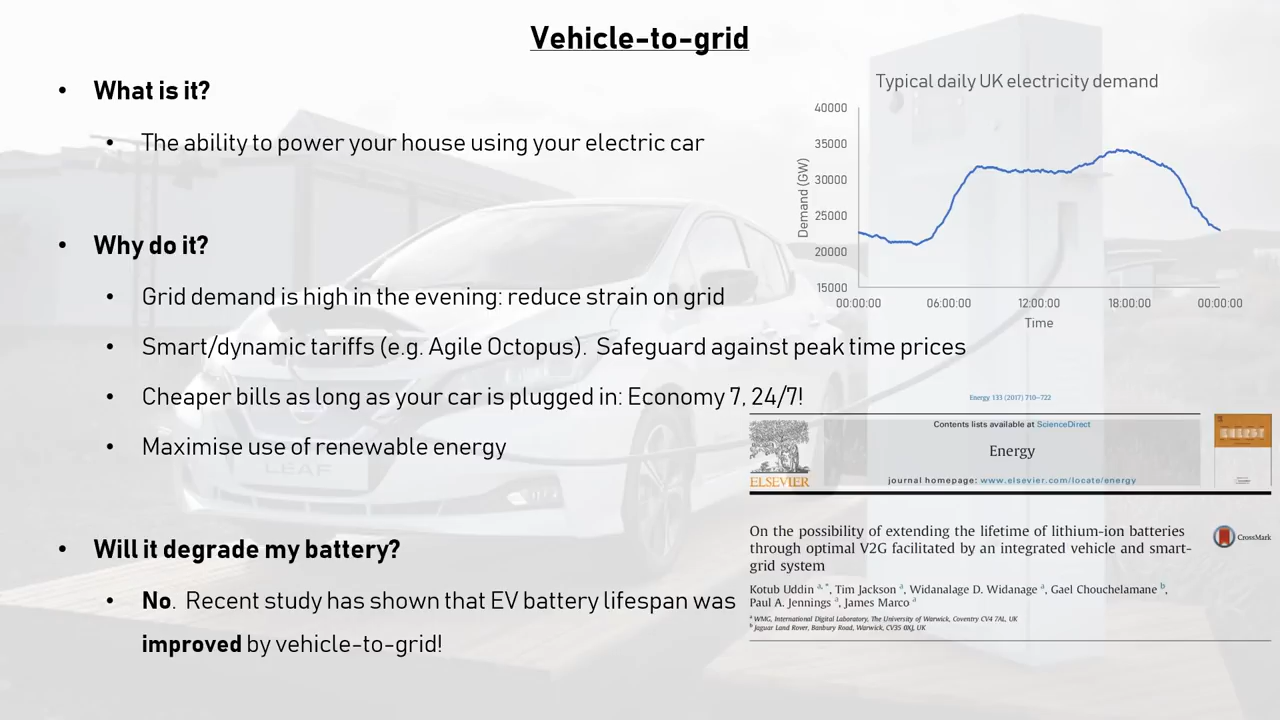 Vehicle-to-grid
• What is it?
• The ability to power your house using your electric car
• Why do it?
• Grid demand is high in the evening: reduce strain on grid
• Smart/dynamic tariffs (e.g. Agile Octopus). Safeguard against peak time prices
• Cheaper bills as long as your car is plugged in: Economy 7, 24/7!
• Maximise use of renewable energy
• Will it degrade my battery?
• No. Recent study has shown that EV battery lifespan was
improved by vehicle-to-grid!
Typical daily UK electricity demand
40000
35000
30000
25000
20000
15000
Demand (GW)
00:00:00 06:00:00 12:00:00 18:00:00 00:00:00
Time
Energy 133 (2017) 710–722
Contents lists available at ScienceDirect
Energy
journal homepage: www.elsevier.com/locate/energy
ELSEVIER
On the possibility of extending the lifetime of lithium-ion batteries
through optimal V2G facilitated by an integrated vehicle and smart-
grid system
CrossMark
Kotub Uddin a, *, Tim Jackson a, Widanalage D. Widanage a, Gael Chouchelamane b,
Paul A. Jennings a, James Marco a
a WMG, International Digital Laboratory, The University of Warwick, Coventry CV4 7AL, UK
b Jaguar Land Rover, Banbury Road, Warwick, CV35 0XJ, UK
LEAF